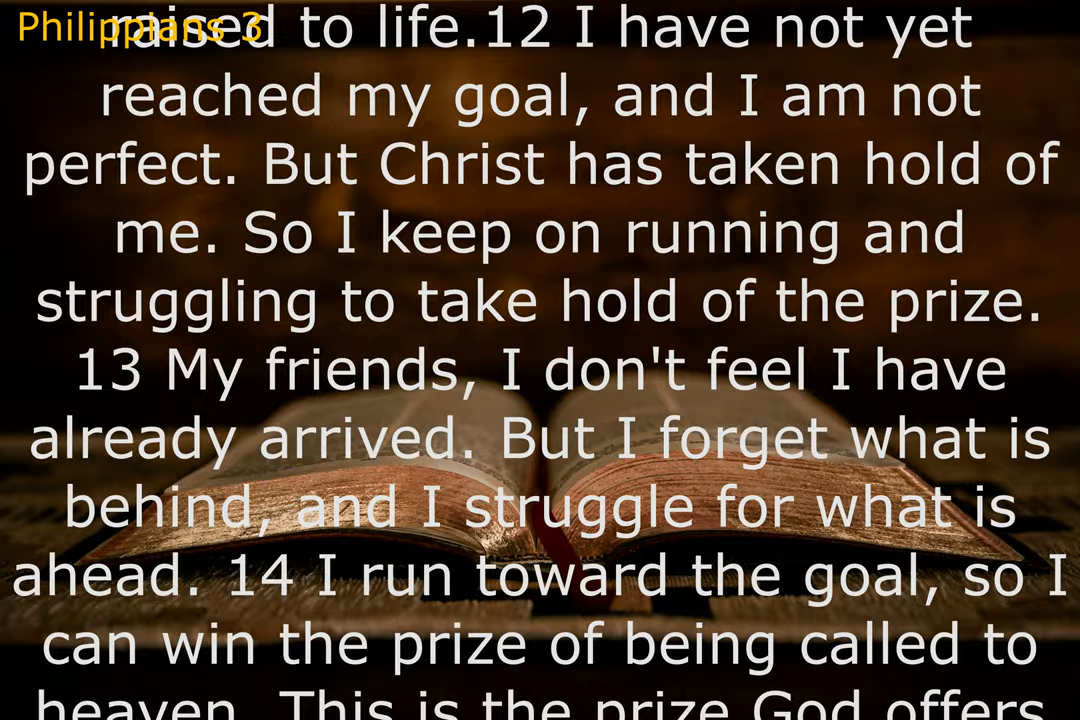 Philippians 3
raised to life.12 I have not yet
reached my goal, and I am not
perfect. But Christ has taken hold of
me. So I keep on running and
struggling to take hold of the prize.
13 My friends, I don't feel I have
already arrived. But I forget what is
behind, and I struggle for what is
ahead. 14 I run toward the goal, so I
can win the prize of being called to
heaven. This is the prize God offers